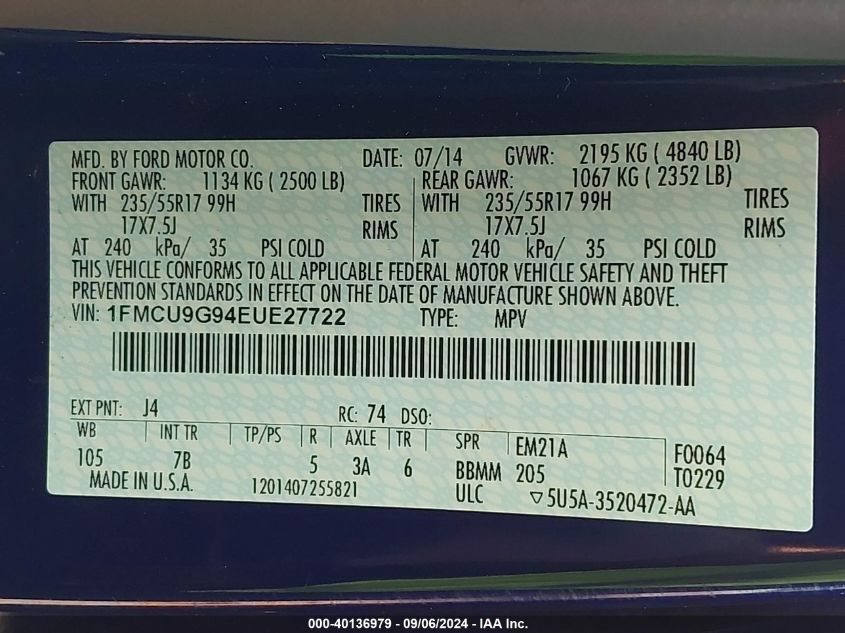 MFD. BY FORD MOTOR CO. DATE: 07/14 GVWR: 2195 KG ( 4840 LB)
FRONT GAWR: 1134 KG ( 2500 LB) REAR GAWR: 1067 KG ( 2352 LB)
WITH 235/55R17 99H TIRES WITH 235/55R17 99H TIRES
17X7.5J RIMS 17X7.5J RIMS
AT 240 kPa/ 35 PSI COLD AT 240 kPa/ 35 PSI COLD
THIS VEHICLE CONFORMS TO ALL APPLICABLE FEDERAL MOTOR VEHICLE SAFETY AND THEFT
PREVENTION STANDARDS IN EFFECT ON THE DATE OF MANUFACTURE SHOWN ABOVE.
VIN: 1FMCU9G94EUE27722 TYPE: MPV
EXT PNT: J4 RC: 74 DSO:
WB INT TR TP/PS R AXLE TR SPR EM21A F0064
105 7B 5 3A 6 BBMM 205 T0229
MADE IN U.S.A. 1201407255821 ULC ▽5U5A-3520472-AA
000-40136979 - 09/06/2024 - IAA Inc.